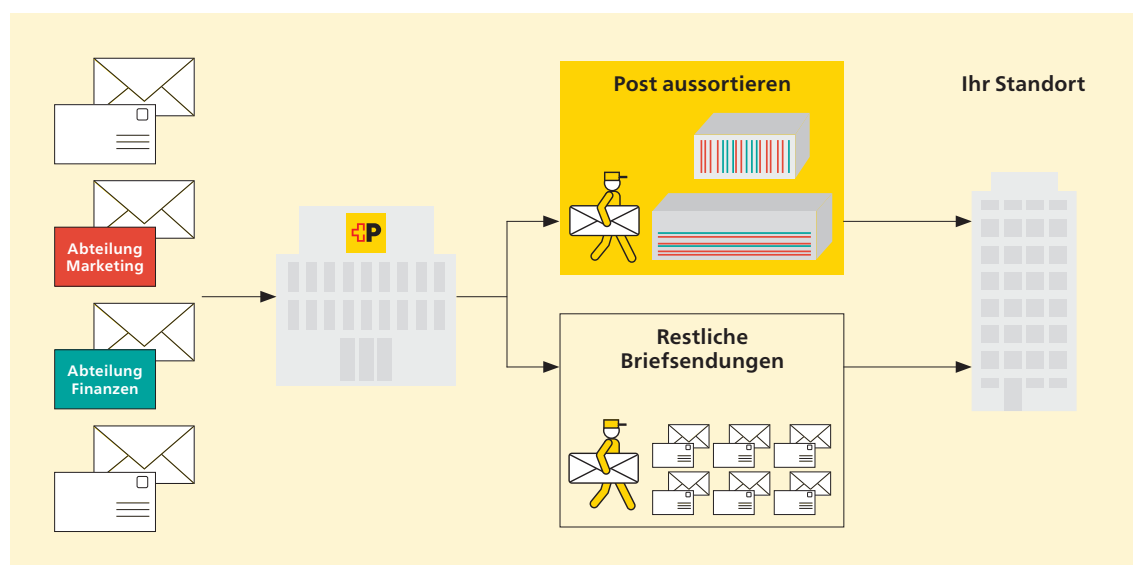 Abteilung
Marketing
Abteilung
Finanzen
P
Post aussortieren
Restliche
Briefsendungen
Ihr Standort